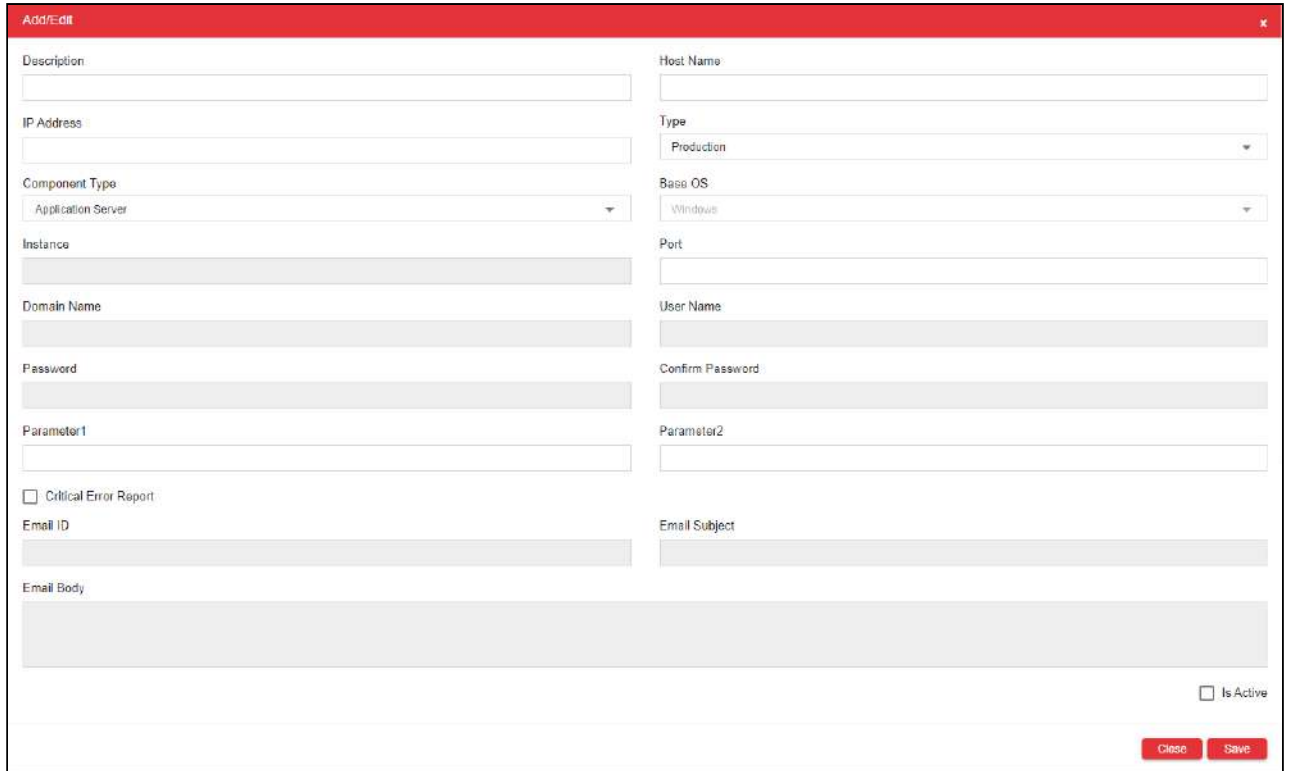 Add/Edit x
Description Host Name
IP Address Type
Production
Component Type Base OS
Application Server Windows
Instance Port
Domain Name User Name
Password Confirm Password
Parameter1 Parameter2
Critical Error Report
Email ID Email Subject
Email Body
Is Active
Close Save